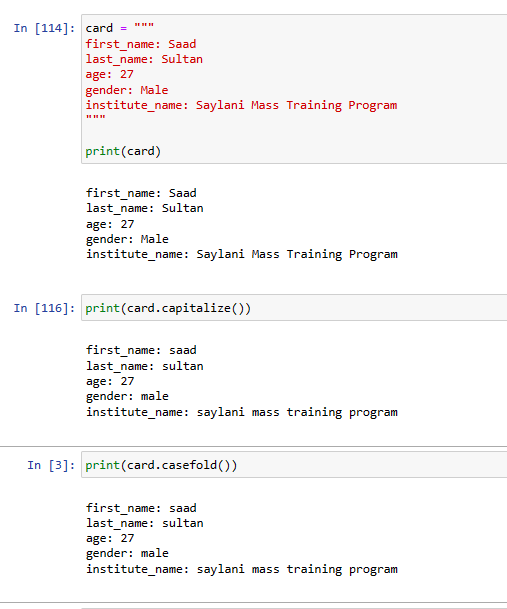 In [114]: card = """
first_name: Saad
last_name: Sultan
age: 27
gender: Male
institute_name: Saylani Mass Training Program
"""
print(card)
first_name: Saad
last_name: Sultan
age: 27
gender: Male
institute_name: Saylani Mass Training Program
In [116]: print(card.capitalize())
first_name: saad
last_name: sultan
age: 27
gender: male
institute_name: saylani mass training program
In [3]: print(card.casefold())
first_name: saad
last_name: sultan
age: 27
gender: male
institute_name: saylani mass training program